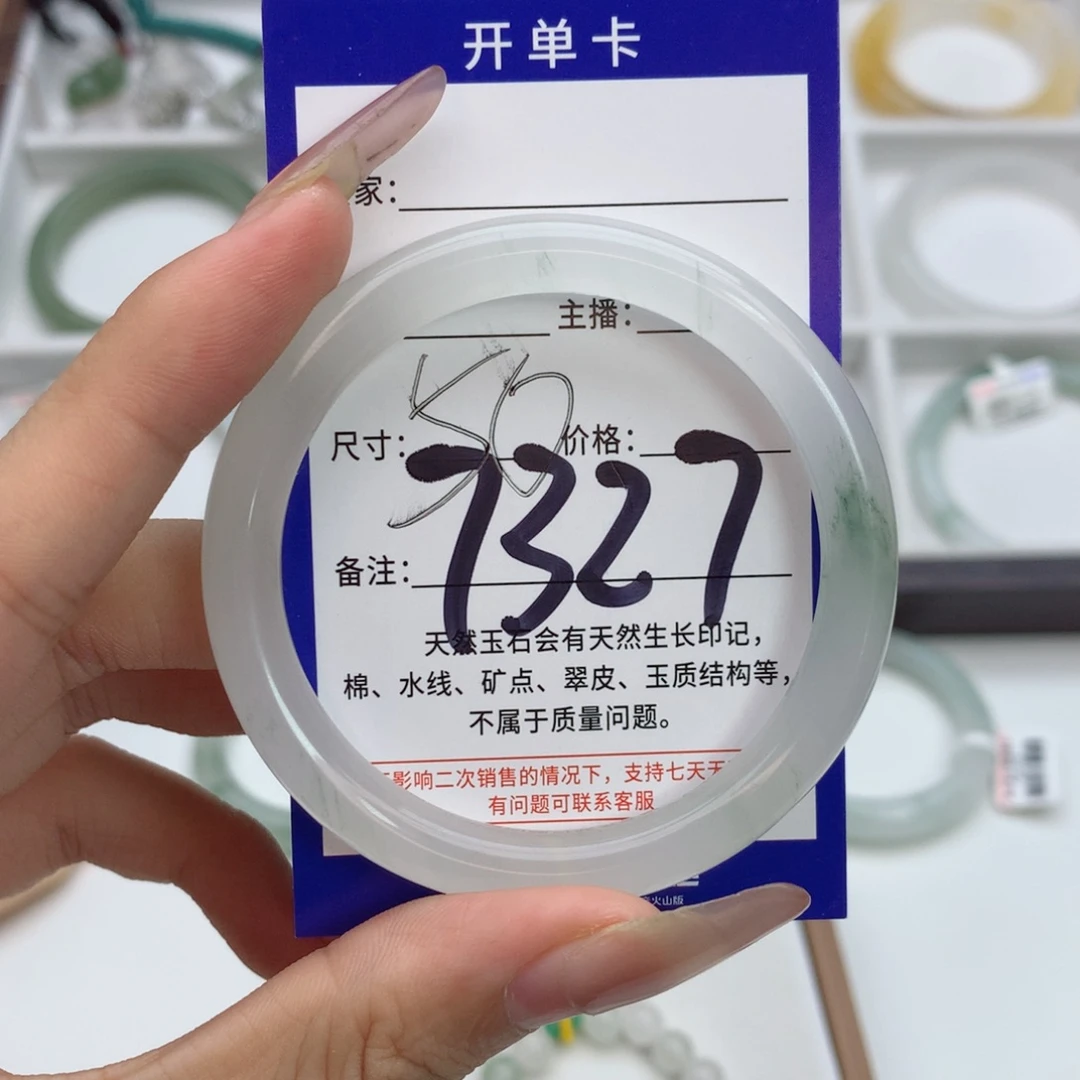 开单卡
家：
主播：
尺寸：50 价格：
7327
备注：
天然玉石会有天然生长印记，
棉、水线、矿点、翠皮、玉质结构等，
不属于质量问题。
影响二次销售的情况下，支持七天无
有问题可联系客服
火山版